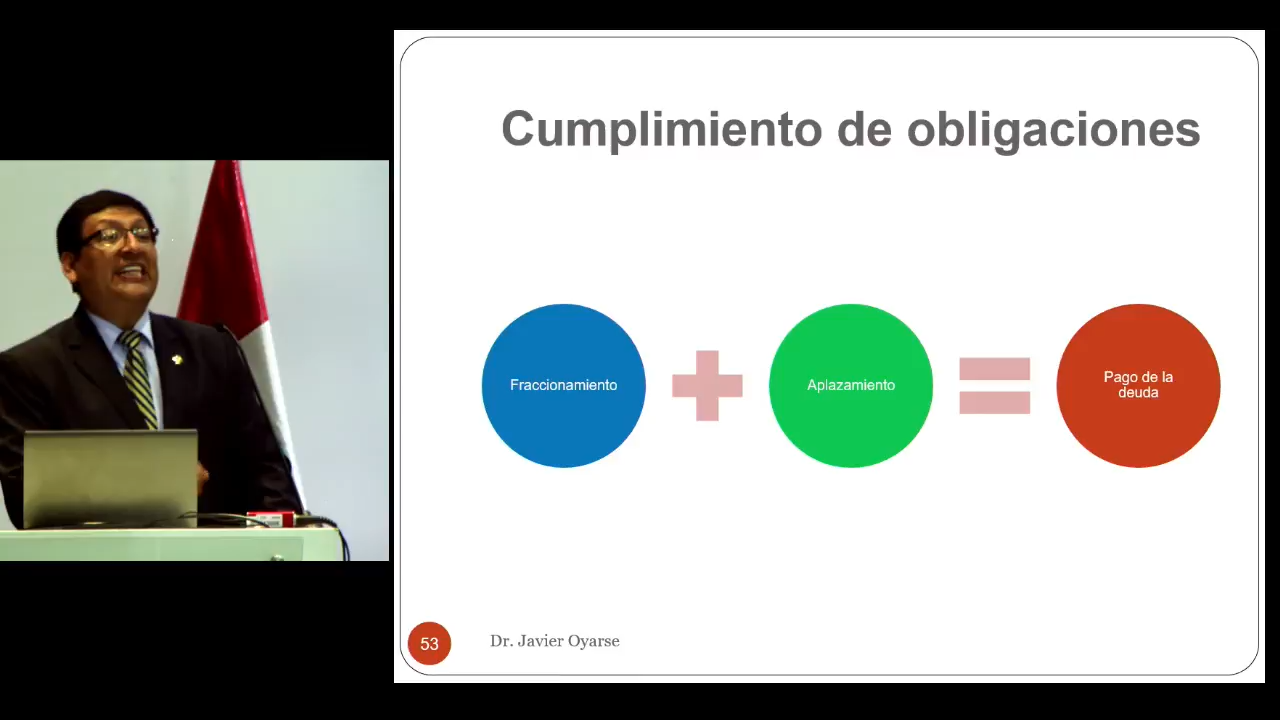 Cumplimiento de obligaciones
Fraccionamiento
Aplazamiento
Pago de la
deuda
53
Dr. Javier Oyarse